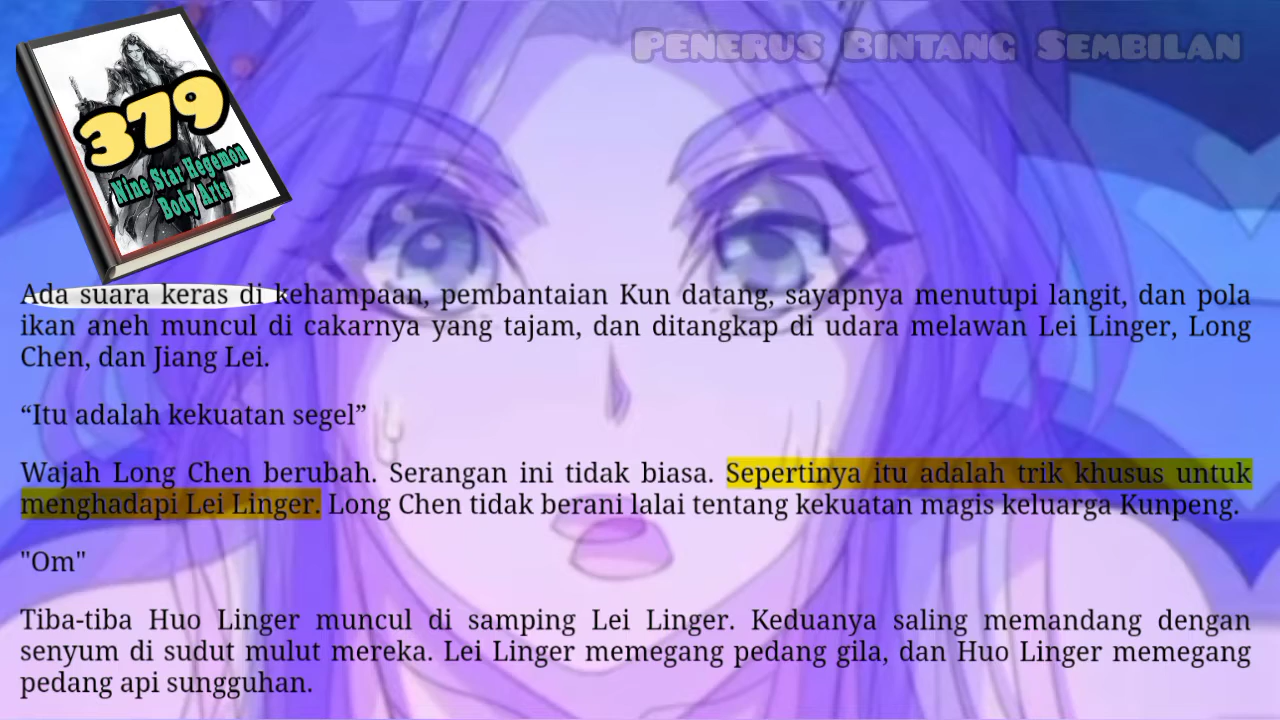 Penerus Bintang Sembilan
379
Nine Star Hegemon
Body Arts
Ada suara keras di kehampaan, pembantaian Kun datang, sayapnya menutupi langit, dan pola
ikan aneh muncul di cakarnya yang tajam, dan ditangkap di udara melawan Lei Linger, Long
Chen, dan Jiang Lei.
“Itu adalah kekuatan segel”
Wajah Long Chen berubah. Serangan ini tidak biasa. Sepertinya itu adalah trik khusus untuk
menghadapi Lei Linger. Long Chen tidak berani lalai tentang kekuatan magis keluarga Kunpeng.
"Om"
Tiba-tiba Huo Linger muncul di samping Lei Linger. Keduanya saling memandang dengan
senyum di sudut mulut mereka. Lei Linger memegang pedang gila, dan Huo Linger memegang
pedang api sungguhan.